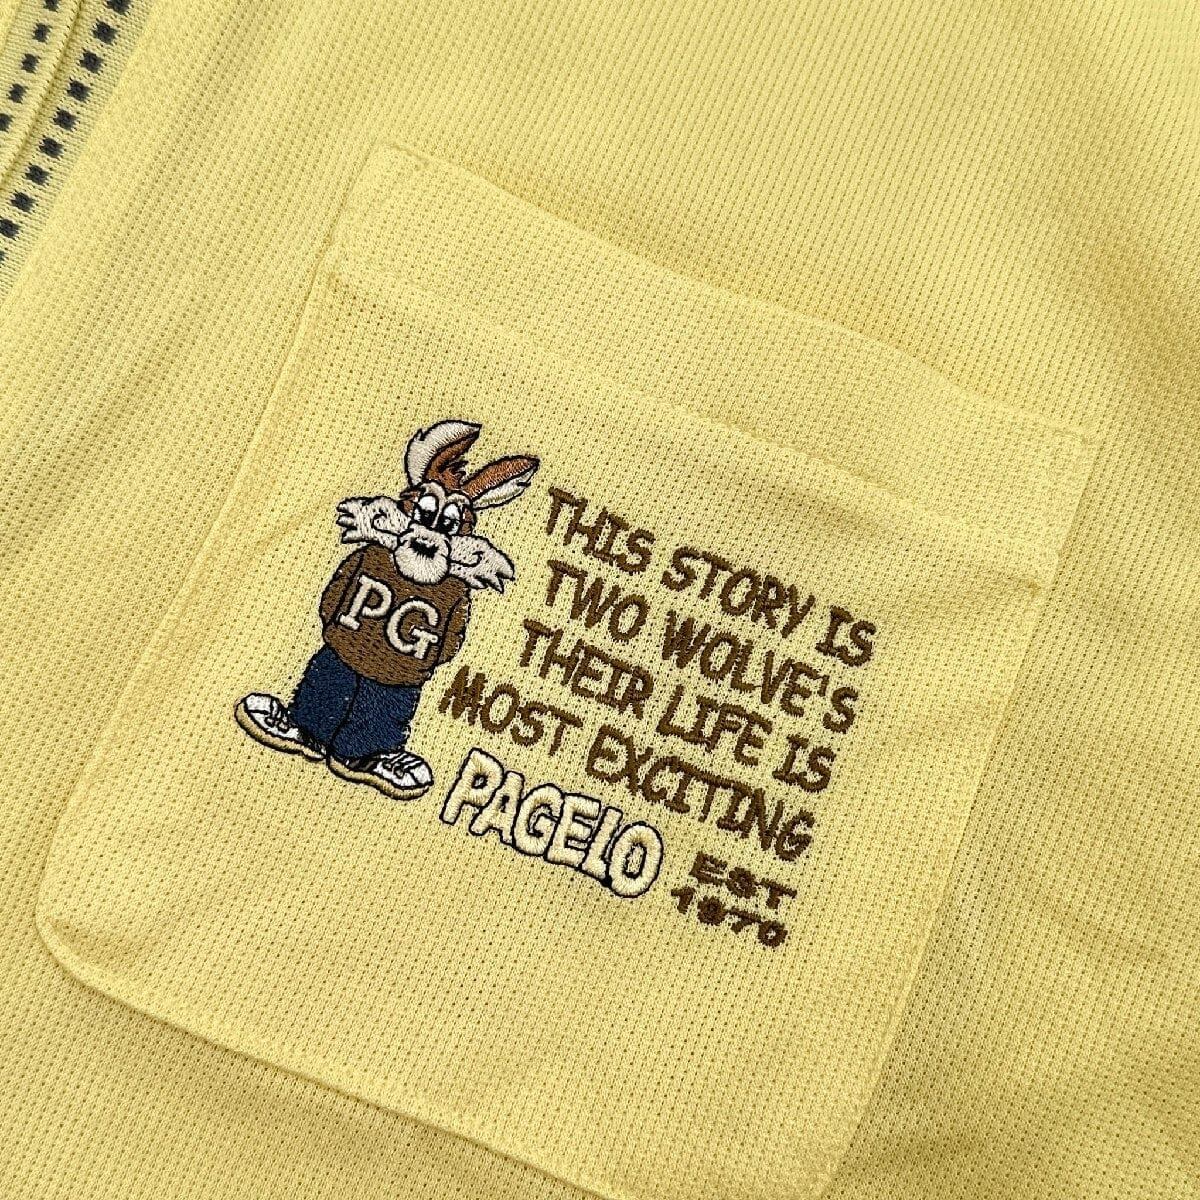 PG
THIS STORY IS
TWO WOLVE'S
THEIR LIFE IS
MOST EXCITING
PAGELO
EST
1970